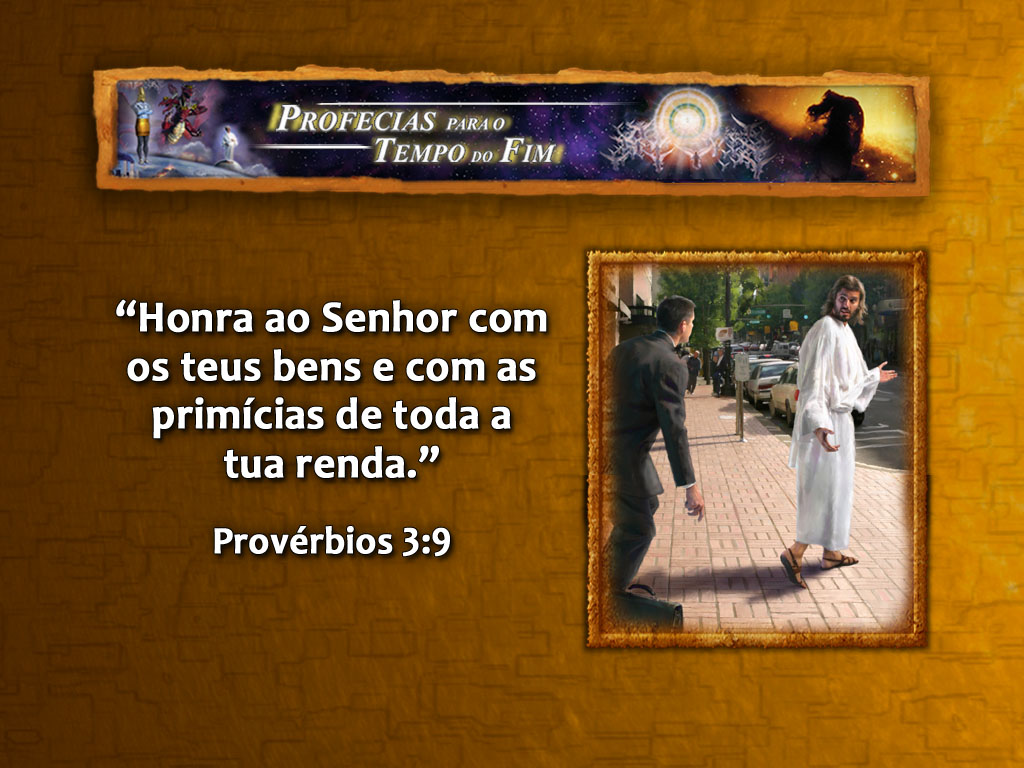 PROFECIAS PARA O
TEMPO DO FIM
“Honra ao Senhor com
os teus bens e com as
primícias de toda a
tua renda.”
Provérbios 3:9